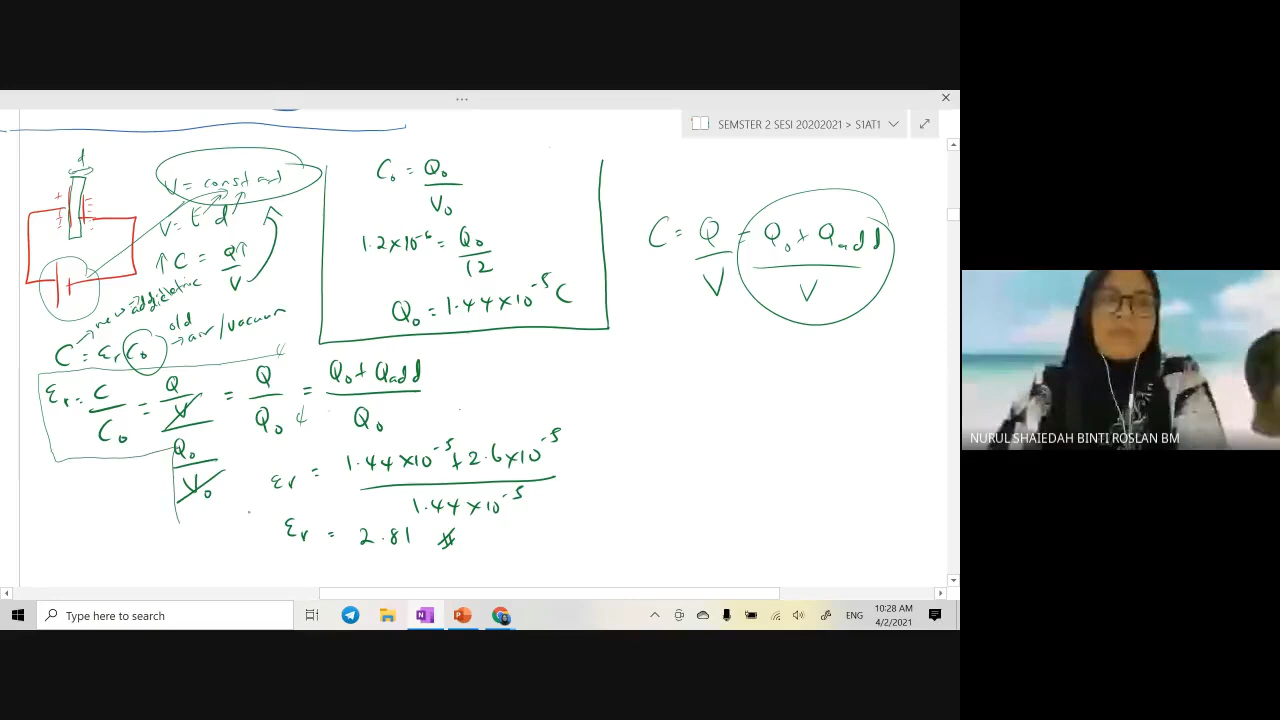 SEMSTER 2 SESI 20202021 > S1AT1
d
V = constant
V = E d
↑ C = Q↑ / V
new → add dielectric
old → air/vacuum
C = εr C₀
C₀ = Q₀ / V₀
1.2×10⁻⁶ = Q₀ / 12
Q₀ = 1.44×10⁻⁵ C
C = Q / V = Q₀ + Qadd / V
εr = C / C₀ = Q / V / Q₀ / V₀ = Q / Q₀ = Q₀ + Qadd / Q₀
εr = 1.44×10⁻⁵ + 2.6×10⁻⁵ / 1.44×10⁻⁵
εr = 2.81
NURUL SHAIEDAH BINTI ROSLAN BM
Type here to search
ENG
10:28 AM
4/2/2021